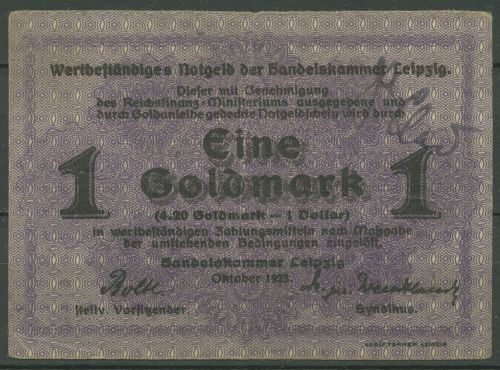 Wertbeständiges Notgeld der Handelskammer Leipzig.
Dieser mit Genehmigung
des Reichsfinanz-Ministeriums ausgegebene und
durch Goldanleihe gedeckte Notgeldschein wird durch
Eine
1 Goldmark 1
(4.20 Goldmark — 1 Dollar)
in wertbeständigen Zahlungsmitteln nach Maßgabe
der umstehenden Bedingungen eingelöst.
Handelskammer Leipzig
Oktober 1923.
stellv. Vorsitzender. Syndikus.